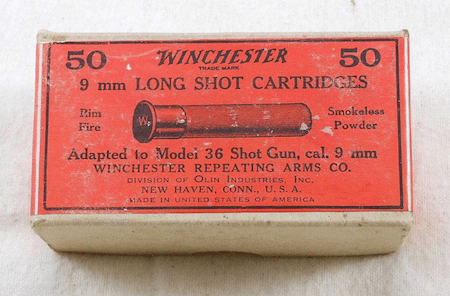 50 WINCHESTER 50
TRADE MARK
9 mm LONG SHOT CARTRIDGES
Rim Smokeless
Fire Powder
W
Adapted to Model 36 Shot Gun, cal. 9 mm
WINCHESTER REPEATING ARMS CO.
DIVISION OF OLIN INDUSTRIES, INC.
NEW HAVEN, CONN., U.S.A.
MADE IN UNITED STATES OF AMERICA